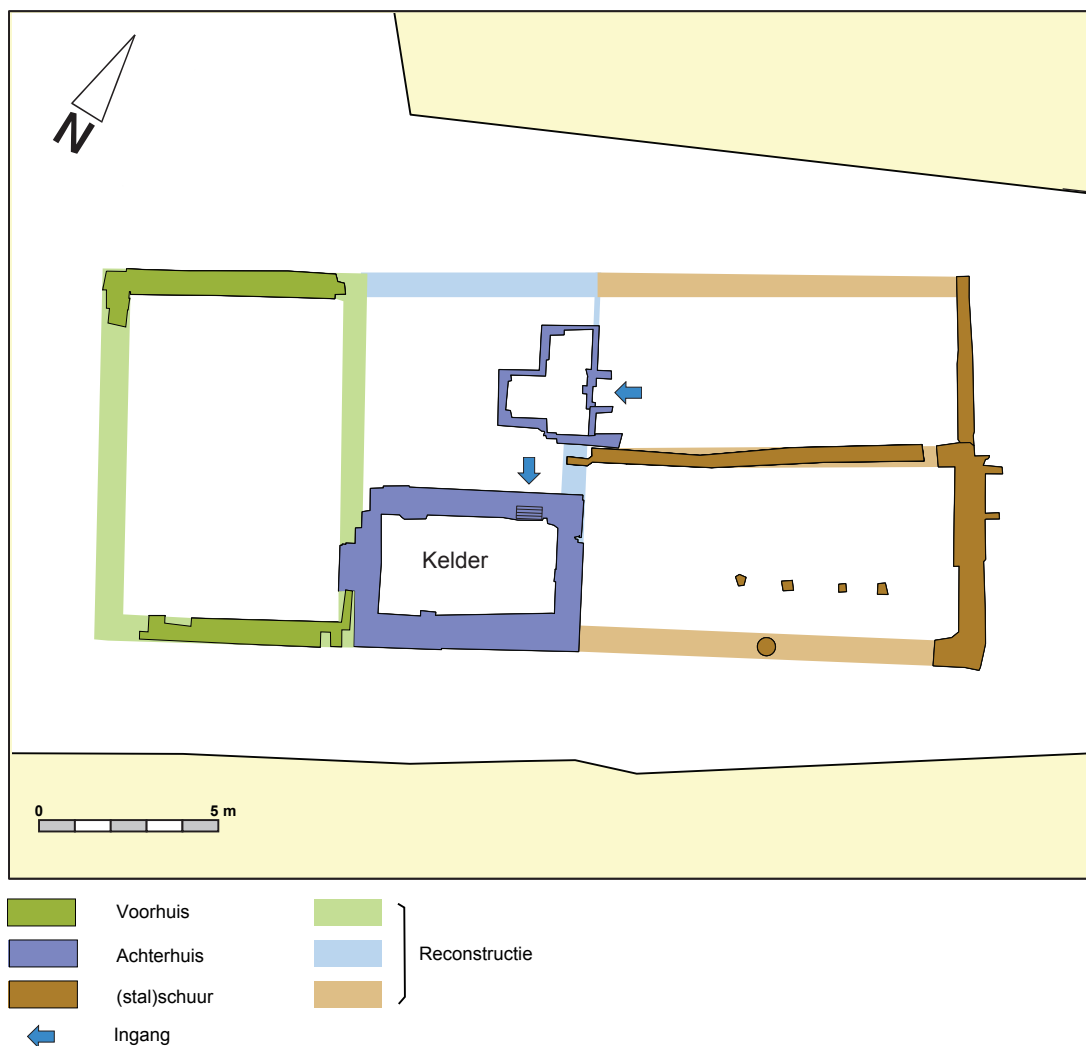 N
Kelder
0 5 m
Voorhuis
Achterhuis
Reconstructie
(stal)schuur
Ingang